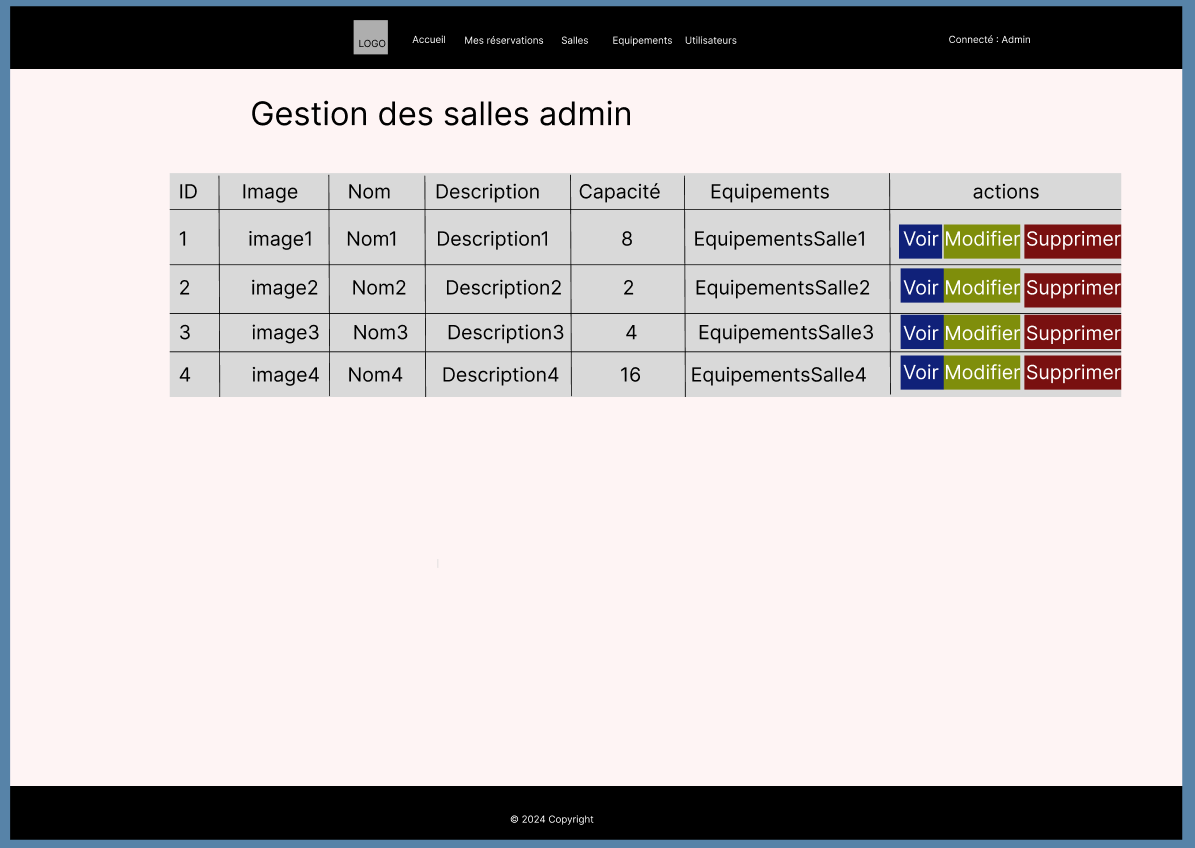 LOGO Accueil Mes réservations Salles Equipements Utilisateurs Connecté : Admin
Gestion des salles admin
ID Image Nom Description Capacité Equipements actions
1 image1 Nom1 Description1 8 EquipementsSalle1 Voir Modifier Supprimer
2 image2 Nom2 Description2 2 EquipementsSalle2 Voir Modifier Supprimer
3 image3 Nom3 Description3 4 EquipementsSalle3 Voir Modifier Supprimer
4 image4 Nom4 Description4 16 EquipementsSalle4 Voir Modifier Supprimer
© 2024 Copyright